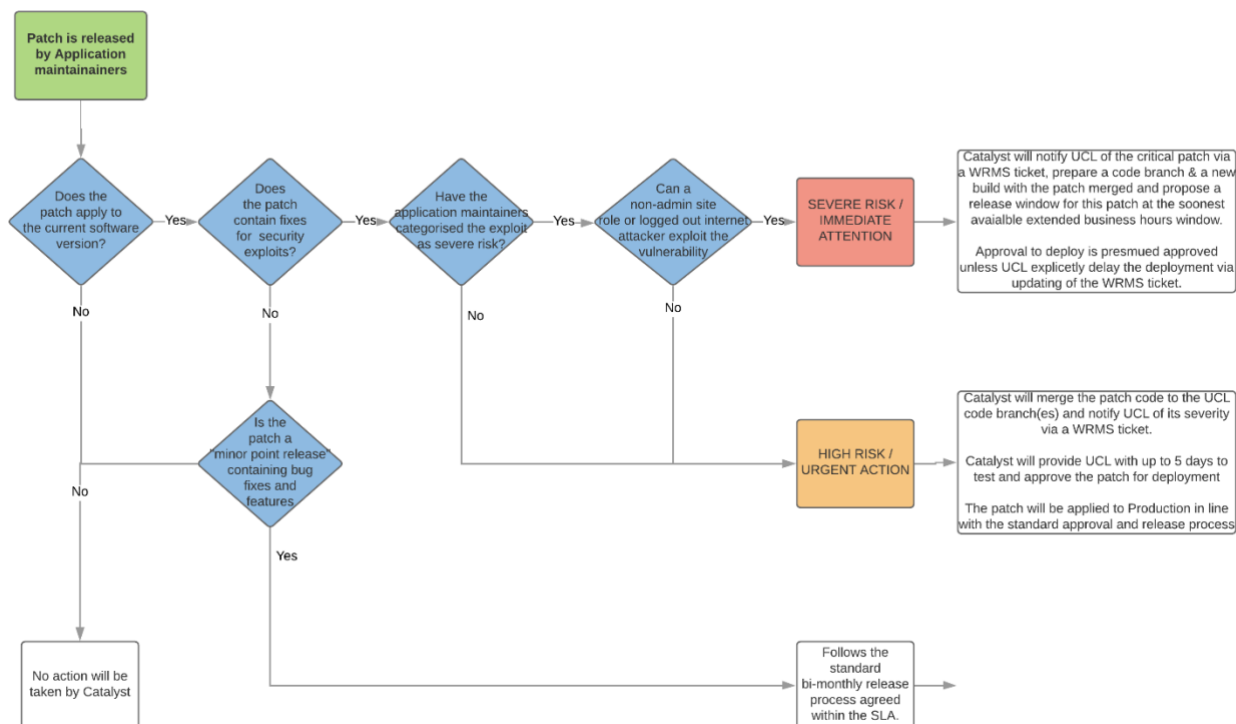 Patch is released
by Application
maintainainers
Does the
patch apply to
the current software
version?
Yes
Does
the patch
contain fixes
for security
exploits?
Yes
Have the
application maintainers
categorised the exploit
as severe risk?
Yes
Can a
non-admin site
role or logged out internet
attacker exploit the
vulnerability
Yes
SEVERE RISK /
IMMEDIATE
ATTENTION
Catalyst will notify UCL of the critical patch via
a WRMS ticket, prepare a code branch & a new
build with the patch merged and propose a
release window for this patch at the soonest
avaialble extended business hours window.
Approval to deploy is presmued approved
unless UCL explicetly delay the deployment via
updating of the WRMS ticket.
No
No
No
No
Is the
patch a
"minor point release"
containing bug
fixes and
features
HIGH RISK /
URGENT ACTION
Catalyst will merge the patch code to the UCL
code branch(es) and notify UCL of its severity
via a WRMS ticket.
Catalyst will provide UCL with up to 5 days to
test and approve the patch for deployment
The patch will be applied to Production in line
with the standard approval and release process
No
Yes
No action will be
taken by Catalyst
Follows the
standard
bi-monthly release
process agreed
within the SLA.